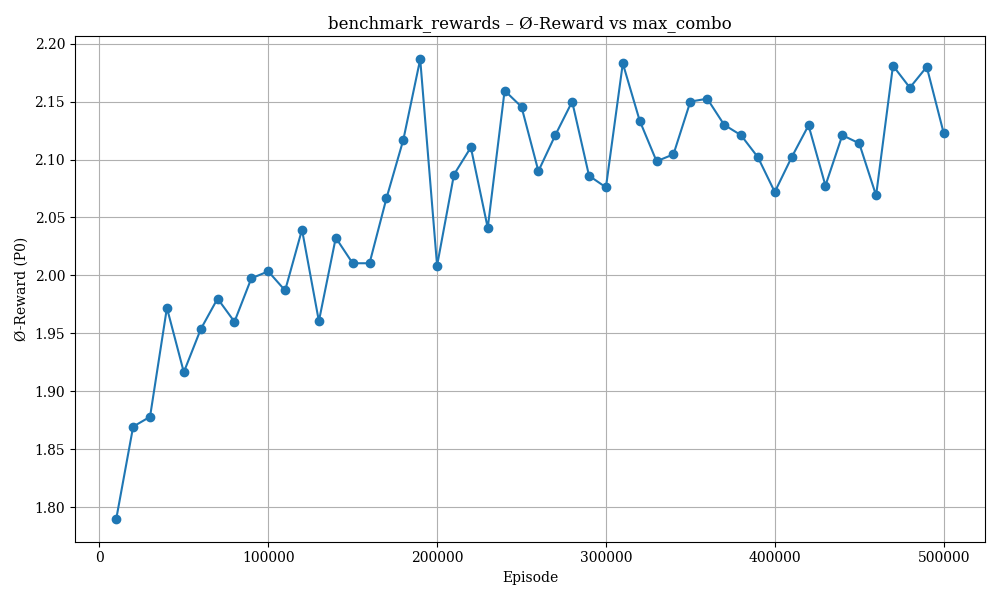 benchmark_rewards – Ø-Reward vs max_combo
2.20
2.15
2.10
2.05
2.00
1.95
1.90
1.85
1.80
Ø-Reward (P0)
0 100000 200000 300000 400000 500000
Episode